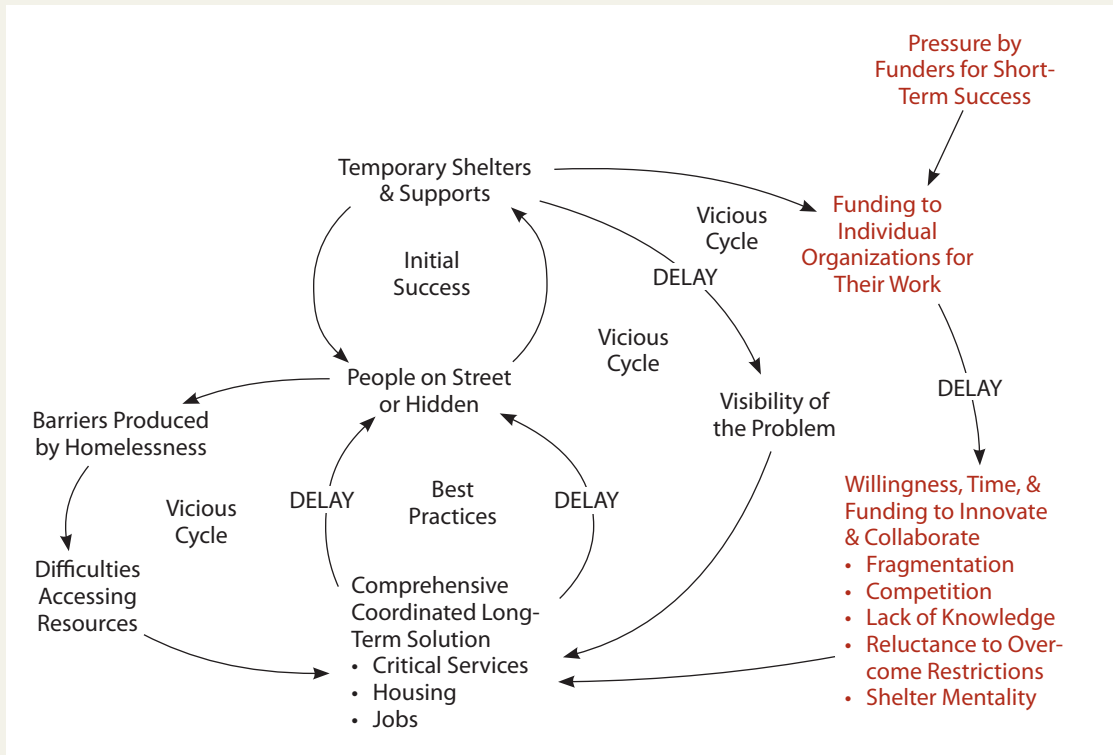 Pressure by
Funders for Short-
Term Success
Temporary Shelters
& Supports
Vicious
Cycle
Funding to
Individual
Organizations for
Their Work
Initial
Success
DELAY
Vicious
Cycle
People on Street
or Hidden
DELAY
Visibility of
the Problem
Barriers Produced
by Homelessness
Vicious
Cycle
DELAY
Best
Practices
DELAY
Willingness, Time, &
Funding to Innovate
& Collaborate
• Fragmentation
• Competition
• Lack of Knowledge
• Reluctance to Over-
come Restrictions
• Shelter Mentality
Difficulties
Accessing
Resources
Comprehensive
Coordinated Long-
Term Solution
• Critical Services
• Housing
• Jobs